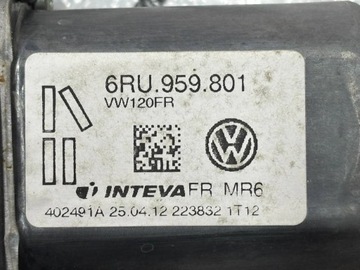 6RU.959.801
VW120FR
INTEVA FR MR6
402491A 25.04.12 223832 1T12